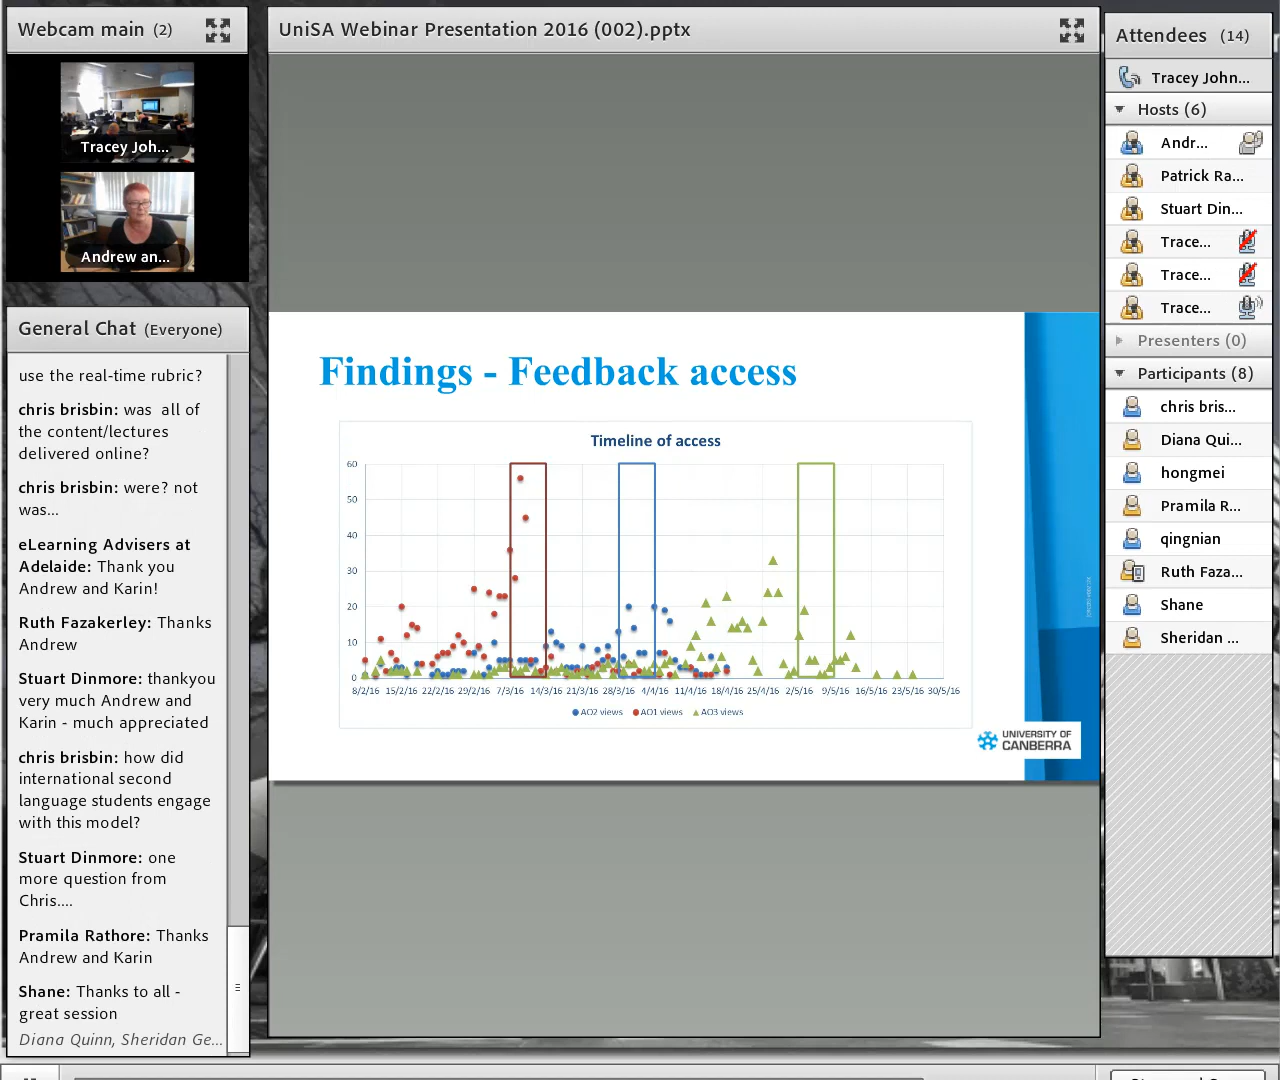 Webcam main (2)
Tracey Joh...
Andrew an...
General Chat (Everyone)
use the real-time rubric?
chris brisbin: was all of
the content/lectures
delivered online?
chris brisbin: were? not
was...
eLearning Advisers at
Adelaide: Thank you
Andrew and Karin!
Ruth Fazakerley: Thanks
Andrew
Stuart Dinmore: thankyou
very much Andrew and
Karin - much appreciated
chris brisbin: how did
international second
language students engage
with this model?
Stuart Dinmore: one
more question from
Chris....
Pramila Rathore: Thanks
Andrew and Karin
Shane: Thanks to all -
great session
Diana Quinn, Sheridan Ge...
UniSA Webinar Presentation 2016 (002).pptx
Findings - Feedback access
Timeline of access
60
50
40
30
20
10
0
8/2/16 15/2/16 22/2/16 29/2/16 7/3/16 14/3/16 21/3/16 28/3/16 4/4/16 11/4/16 18/4/16 25/4/16 2/5/16 9/5/16 16/5/16 23/5/16 30/5/16
AO2 views AO1 views AO3 views
UNIVERSITY OF
CANBERRA
Attendees (14)
Tracey John...
Hosts (6)
Andr...
Patrick Ra...
Stuart Din...
Trace...
Trace...
Trace...
Presenters (0)
Participants (8)
chris bris...
Diana Qui...
hongmei
Pramila R...
qingnian
Ruth Faza...
Shane
Sheridan ...